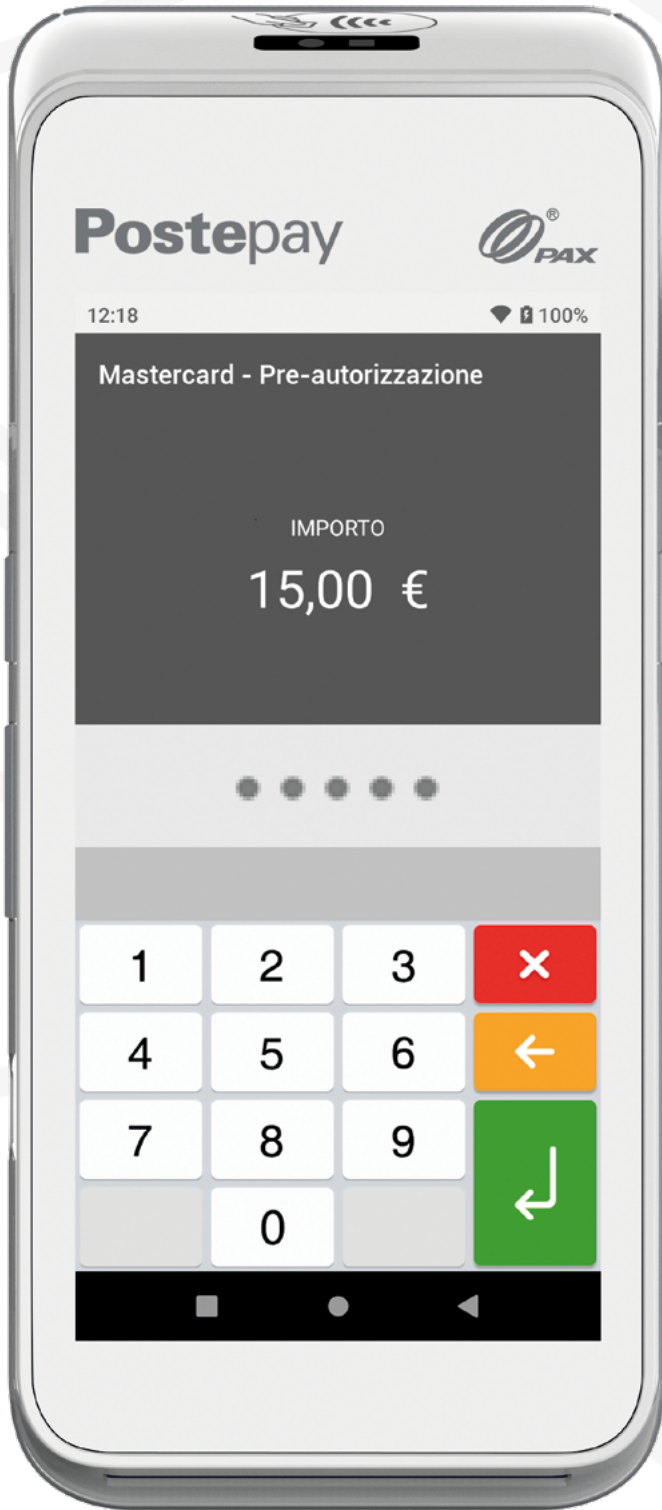 Postepay
PAX®
12:18 100%
Mastercard - Pre-autorizzazione
IMPORTO
15,00 €
1 2 3
4 5 6
7 8 9
0